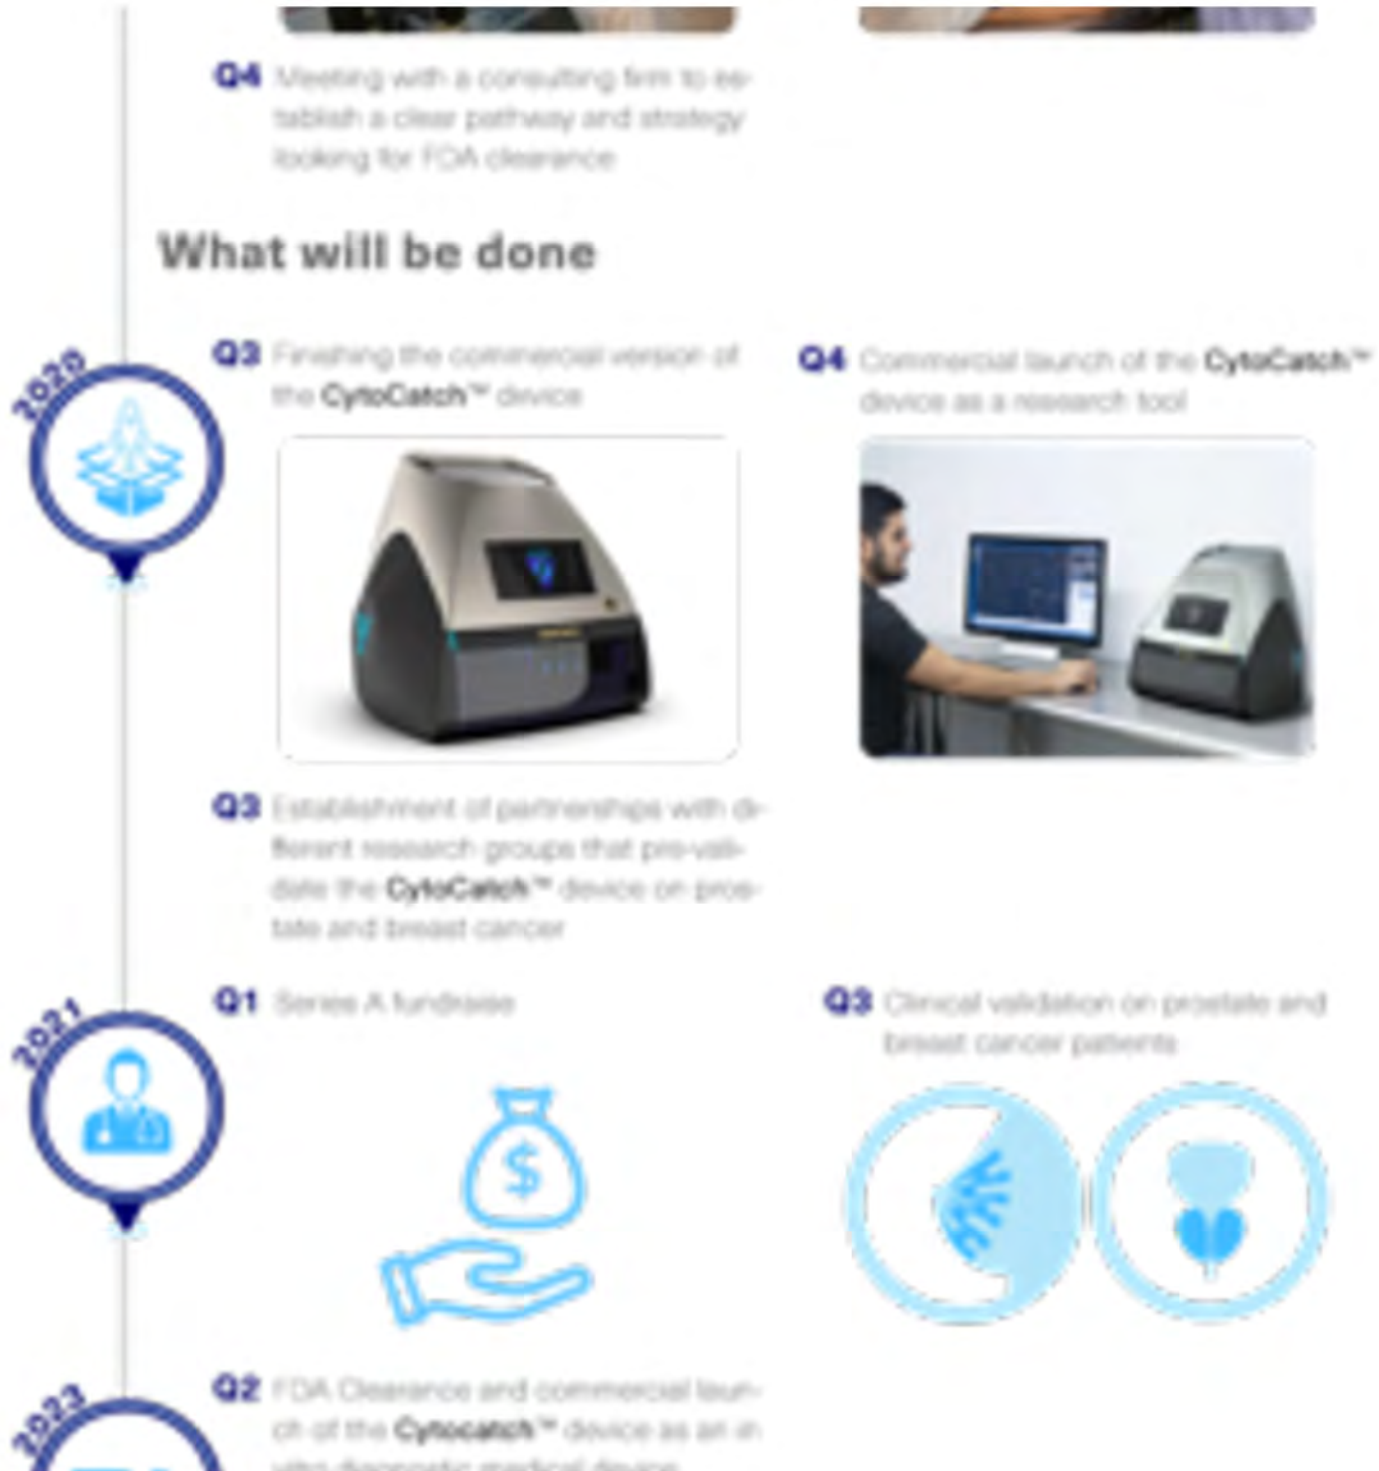 Q4 Meeting with a consulting firm to es-
tablish a clear pathway and strategy
looking for FDA clearance
What will be done
2020
Q3 Finishing the commercial version of
the CytoCatch™ device
Q4 Commercial launch of the CytoCatch™
device as a research tool
Q3 Establishment of partnerships with di-
fferent research groups that pre-vali-
date the CytoCatch™ device on pros-
tate and breast cancer
2021
Q1 Series A fundraise
Q3 Clinical validation on prostate and
breast cancer patients
$
2023
Q2 FDA Clearance and commercial laun-
ch of the Cytocatch™ device as an in
vitro diagnostic medical device